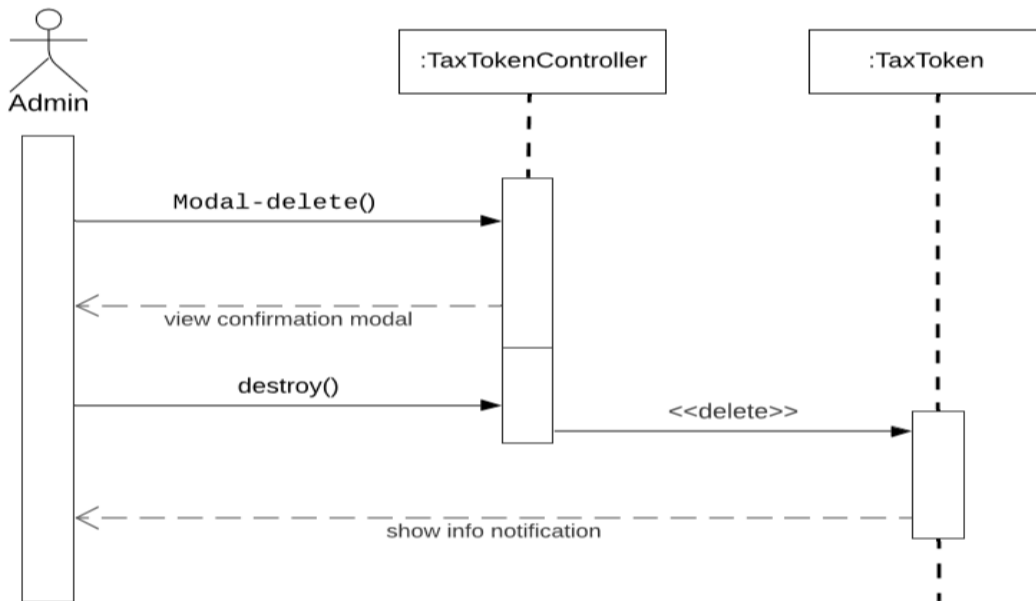 :TaxTokenController
:TaxToken
Admin
Modal-delete()
view confirmation modal
destroy()
<<delete>>
show info notification